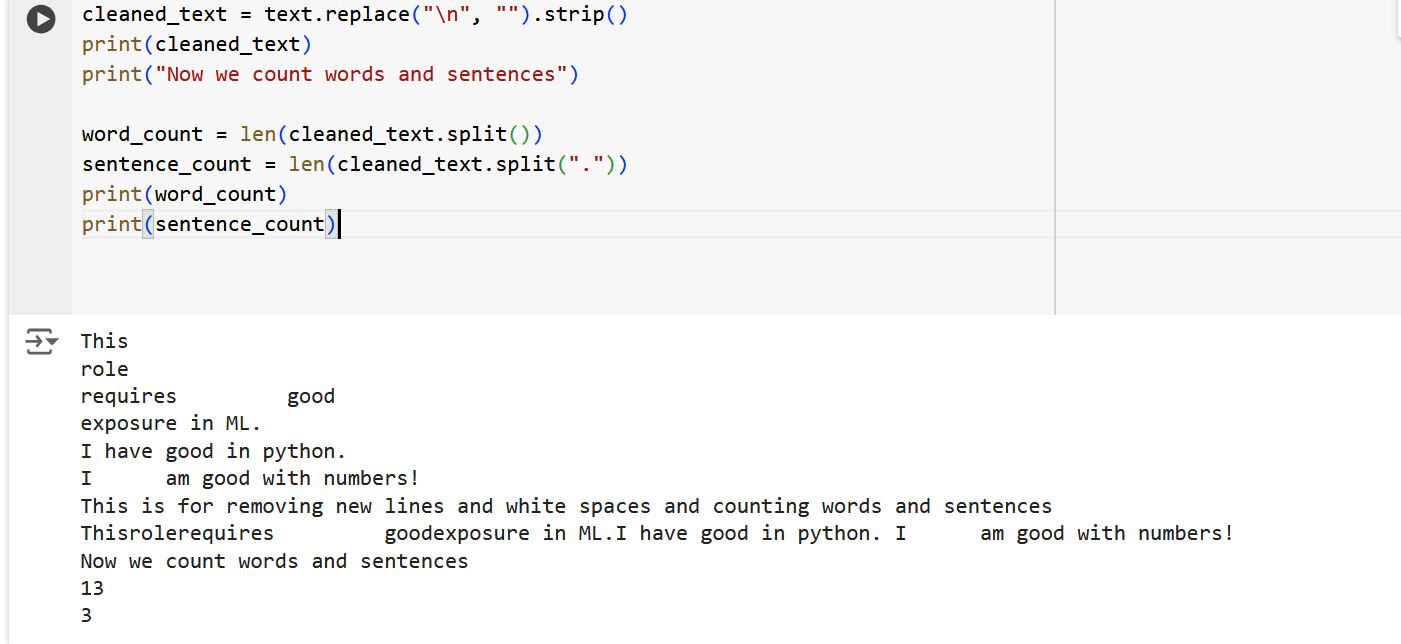 cleaned_text = text.replace("\n", "").strip()
print(cleaned_text)
print("Now we count words and sentences")
word_count = len(cleaned_text.split())
sentence_count = len(cleaned_text.split("."))
print(word_count)
print(sentence_count)
This
role
requires         good
exposure in ML.
I have good in python.
I      am good with numbers!
This is for removing new lines and white spaces and counting words and sentences
Thisrolerequires         goodexposure in ML.I have good in python. I      am good with numbers!
Now we count words and sentences
13
3